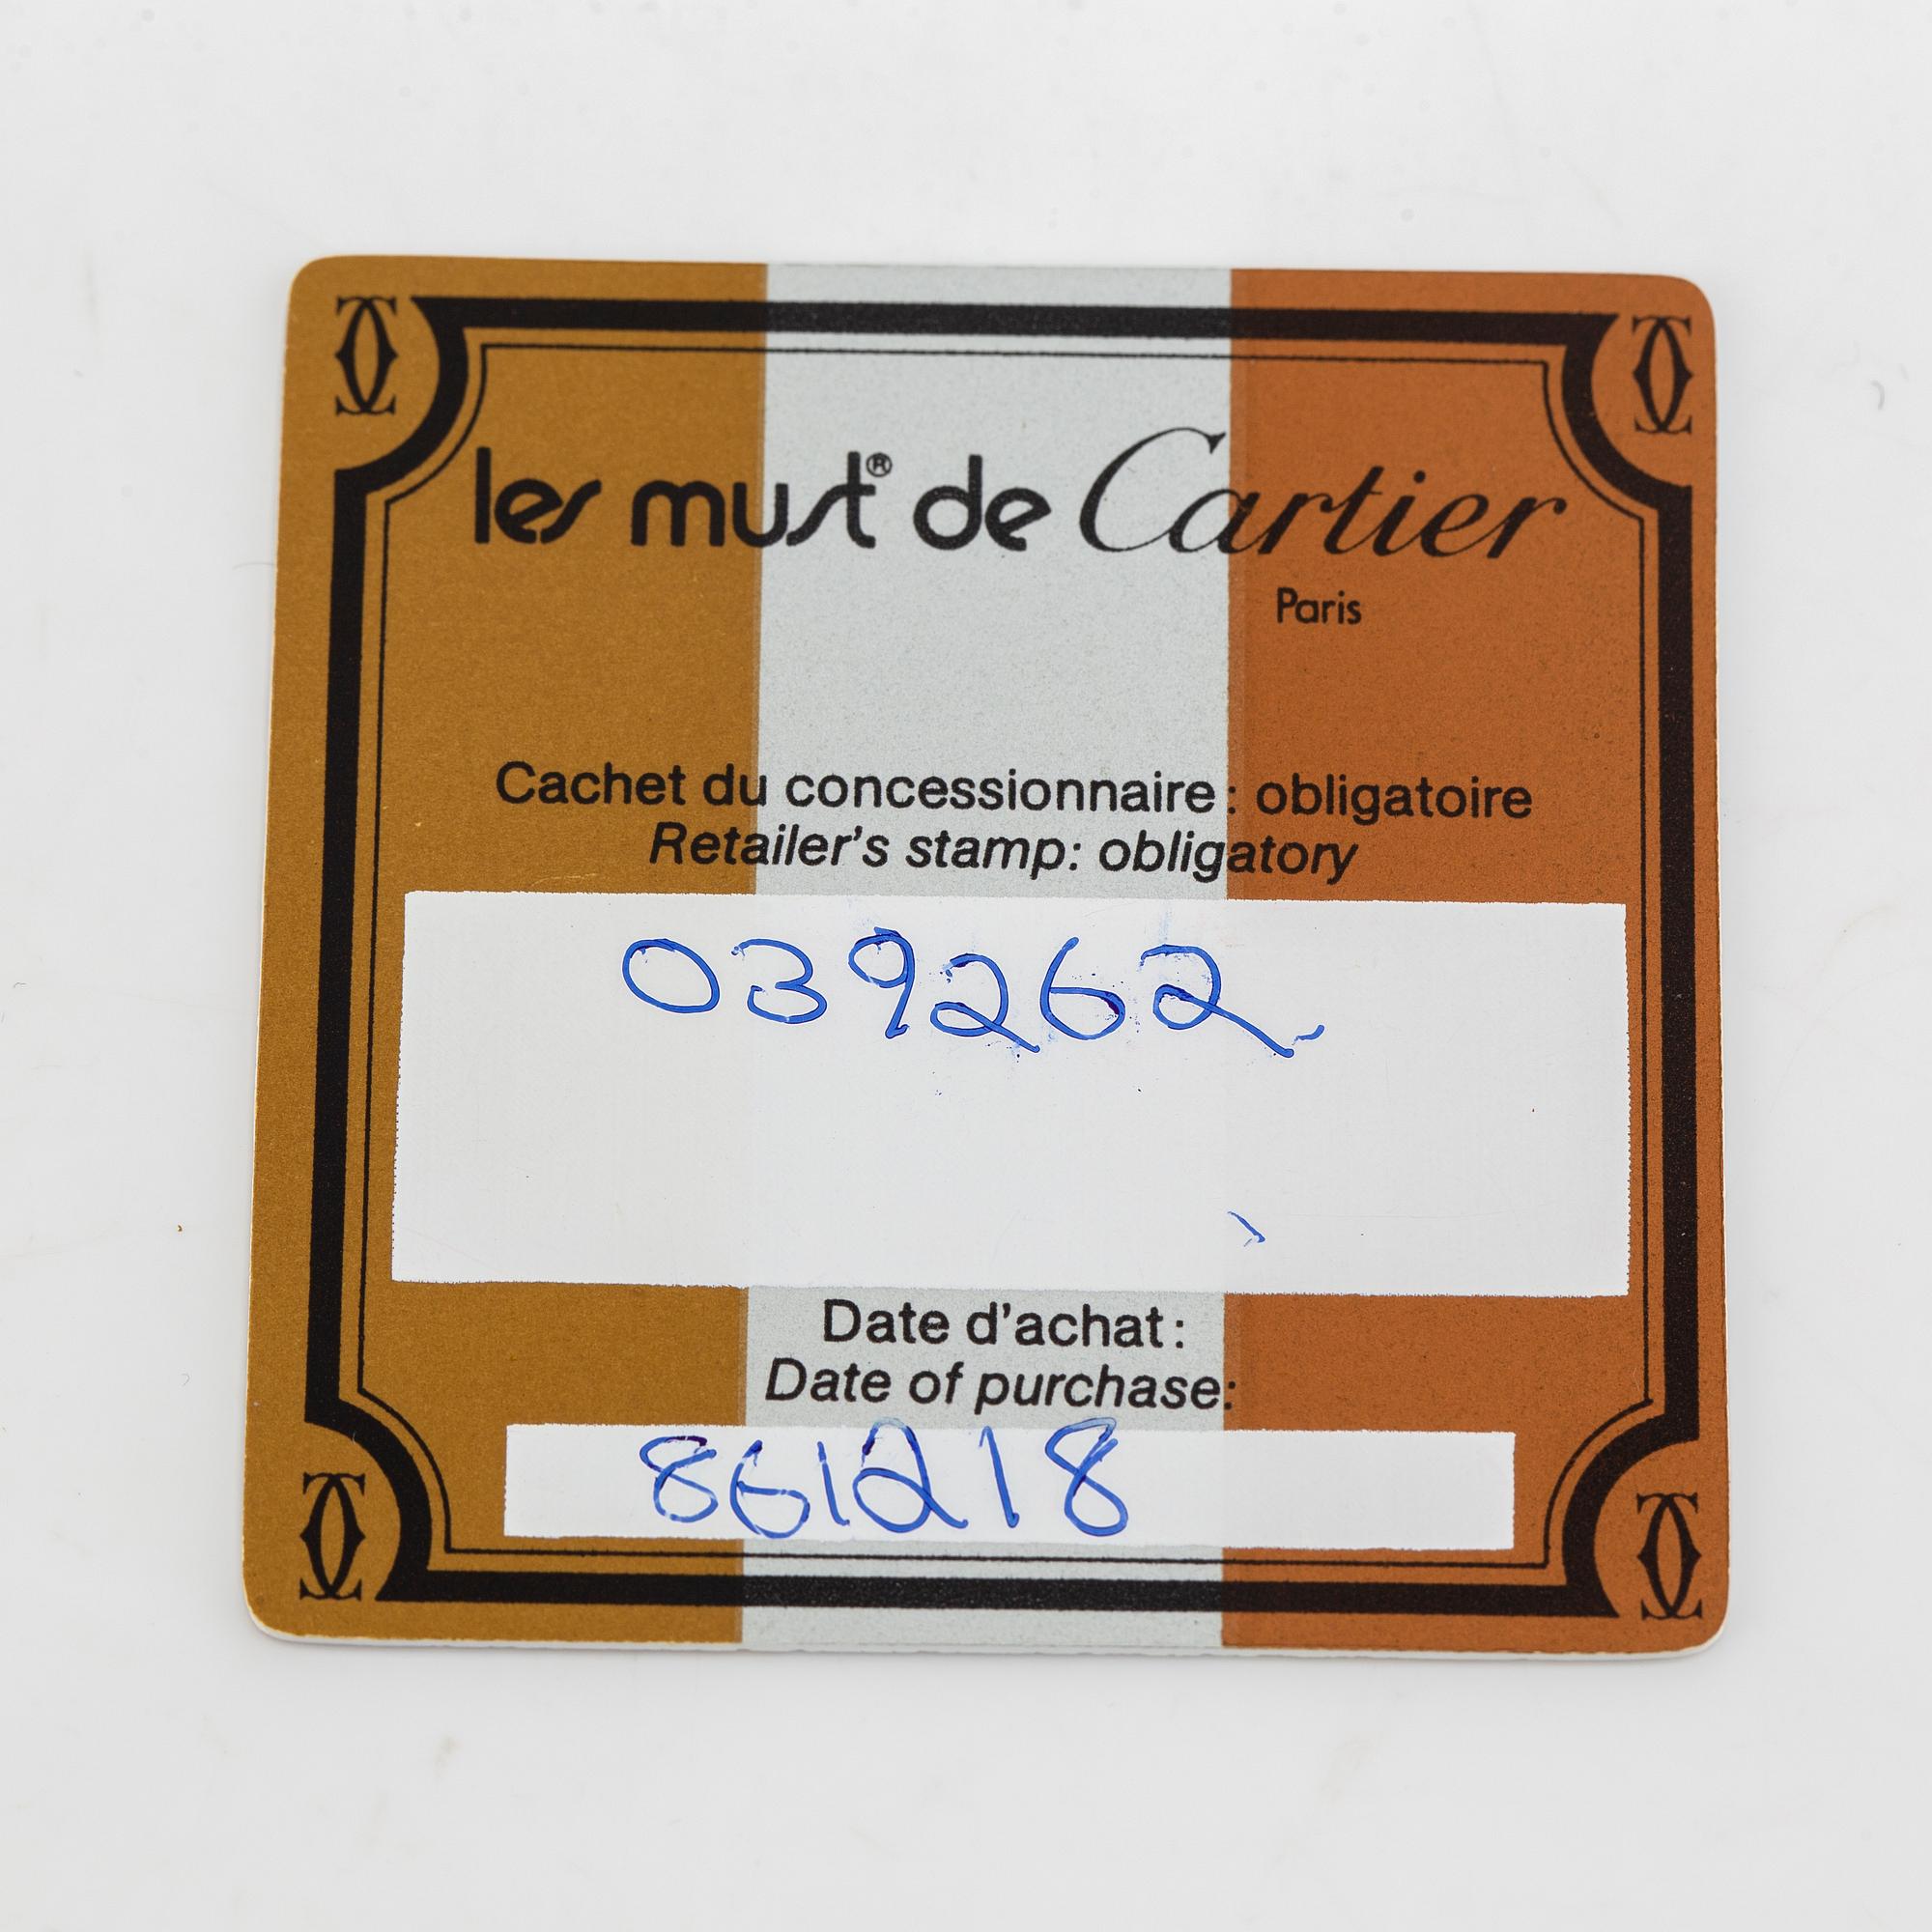 les must® de Cartier
Paris
Cachet du concessionnaire : obligatoire
Retailer's stamp: obligatory
039262
Date d'achat :
Date of purchase:
861218